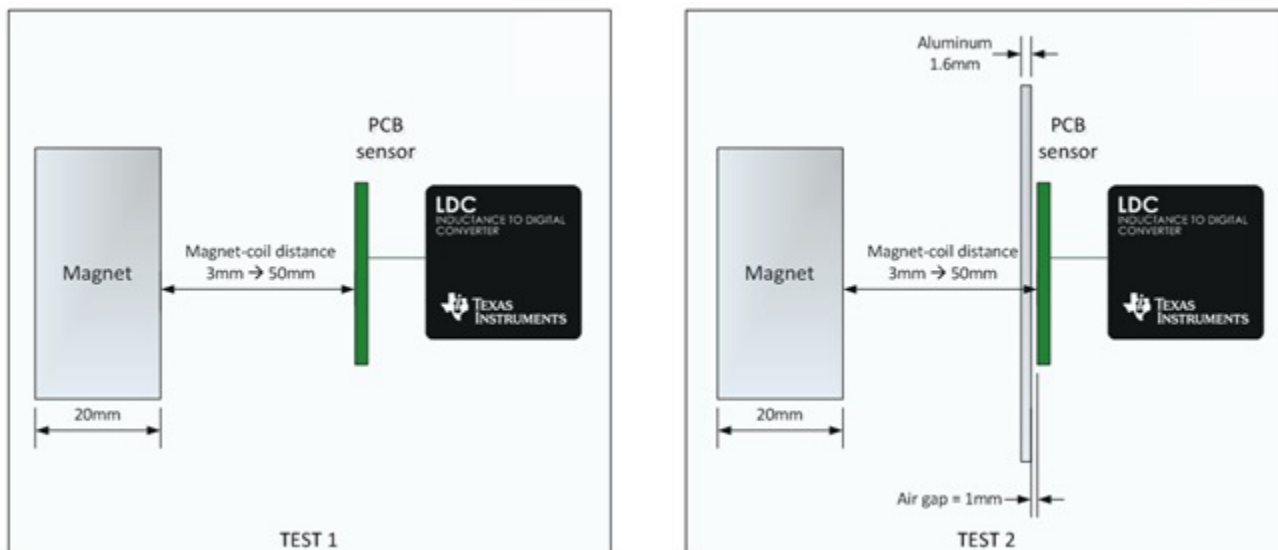 PCB
sensor
LDC
INDUCTANCE TO DIGITAL
CONVERTER
Magnet
Magnet-coil distance
3mm → 50mm
TEXAS
INSTRUMENTS
20mm
TEST 1
Aluminum
1.6mm
PCB
sensor
LDC
INDUCTANCE TO DIGITAL
CONVERTER
Magnet
Magnet-coil distance
3mm → 50mm
TEXAS
INSTRUMENTS
20mm
Air gap = 1mm
TEST 2